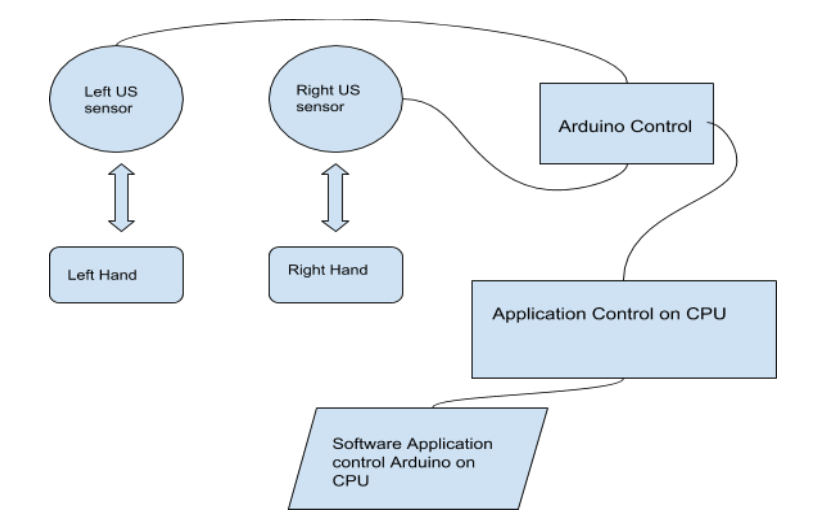 Left US
sensor
Right US
sensor
Arduino Control
Left Hand
Right Hand
Application Control on CPU
Software Application
control Arduino on
CPU